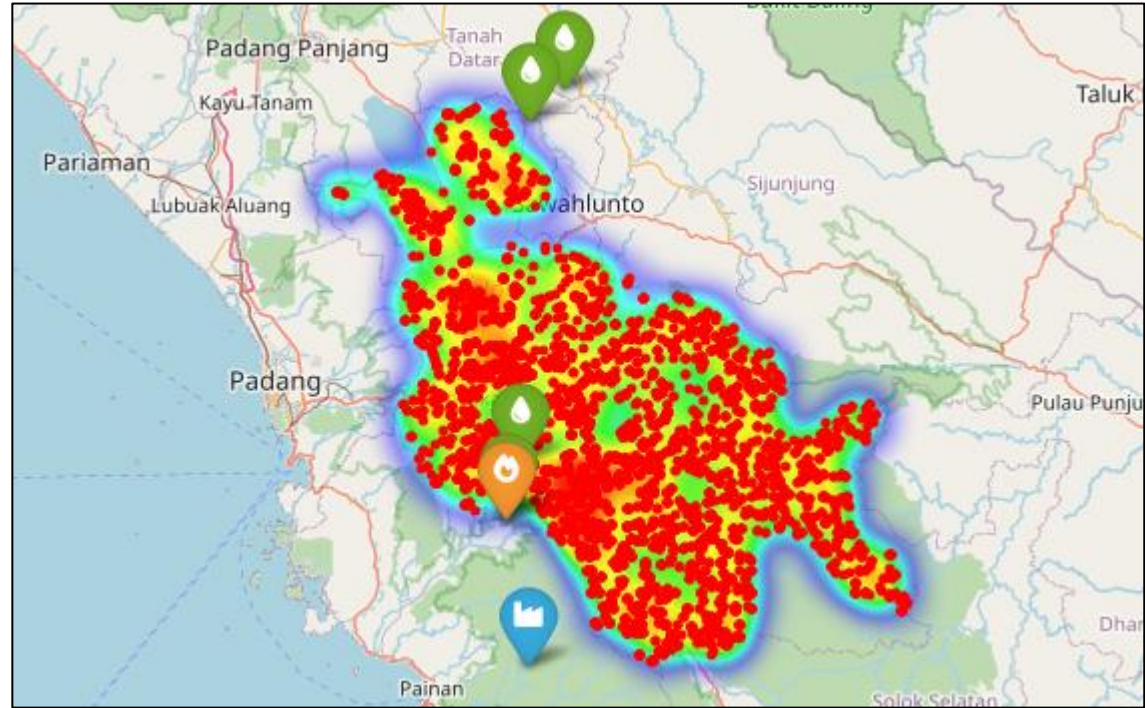 Padang Panjang
Tanah
Datar
Taluk
Kayu Tanam
Pariaman
Sijunjung
Lubuak Aluang
Padang
Pulau Punju
Dhar
Painan
Solok Selatan